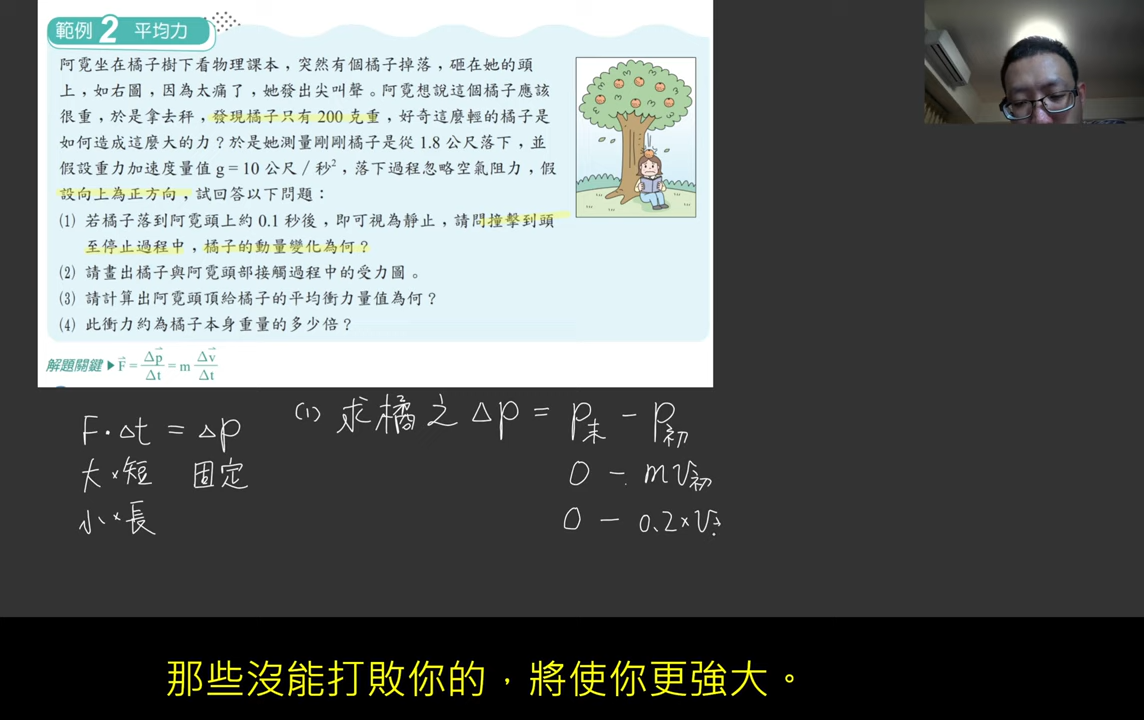 範例 2 平均力
阿霓坐在橘子樹下看物理課本，突然有個橘子掉落，砸在她的頭
上，如右圖，因為太痛了，她發出尖叫聲。阿霓想說這個橘子應該
很重，於是拿去秤，發現橘子只有 200 克重，好奇這麼輕的橘子是
如何造成這麼大的力？於是她測量剛剛橘子是從 1.8 公尺落下，並
假設重力加速度量值 g = 10 公尺／秒²，落下過程忽略空氣阻力，假
設向上為正方向，試回答以下問題：
(1) 若橘子落到阿霓頭上約 0.1 秒後，即可視為靜止，請問撞擊到頭
至停止過程中，橘子的動量變化為何？
(2) 請畫出橘子與阿霓頭部接觸過程中的受力圖。
(3) 請計算出阿霓頭頂給橘子的平均衝力量值為何？
(4) 此衝力約為橘子本身重量的多少倍？
解題關鍵 ▶ F⃗ = Δp⃗/Δt = m Δv⃗/Δt
F·Δt = Δp
大×短 固定
小×長
(1) 求橘之 Δp = p末 − p初
0 − mv初
0 − 0.2×v
那些沒能打敗你的，將使你更強大。